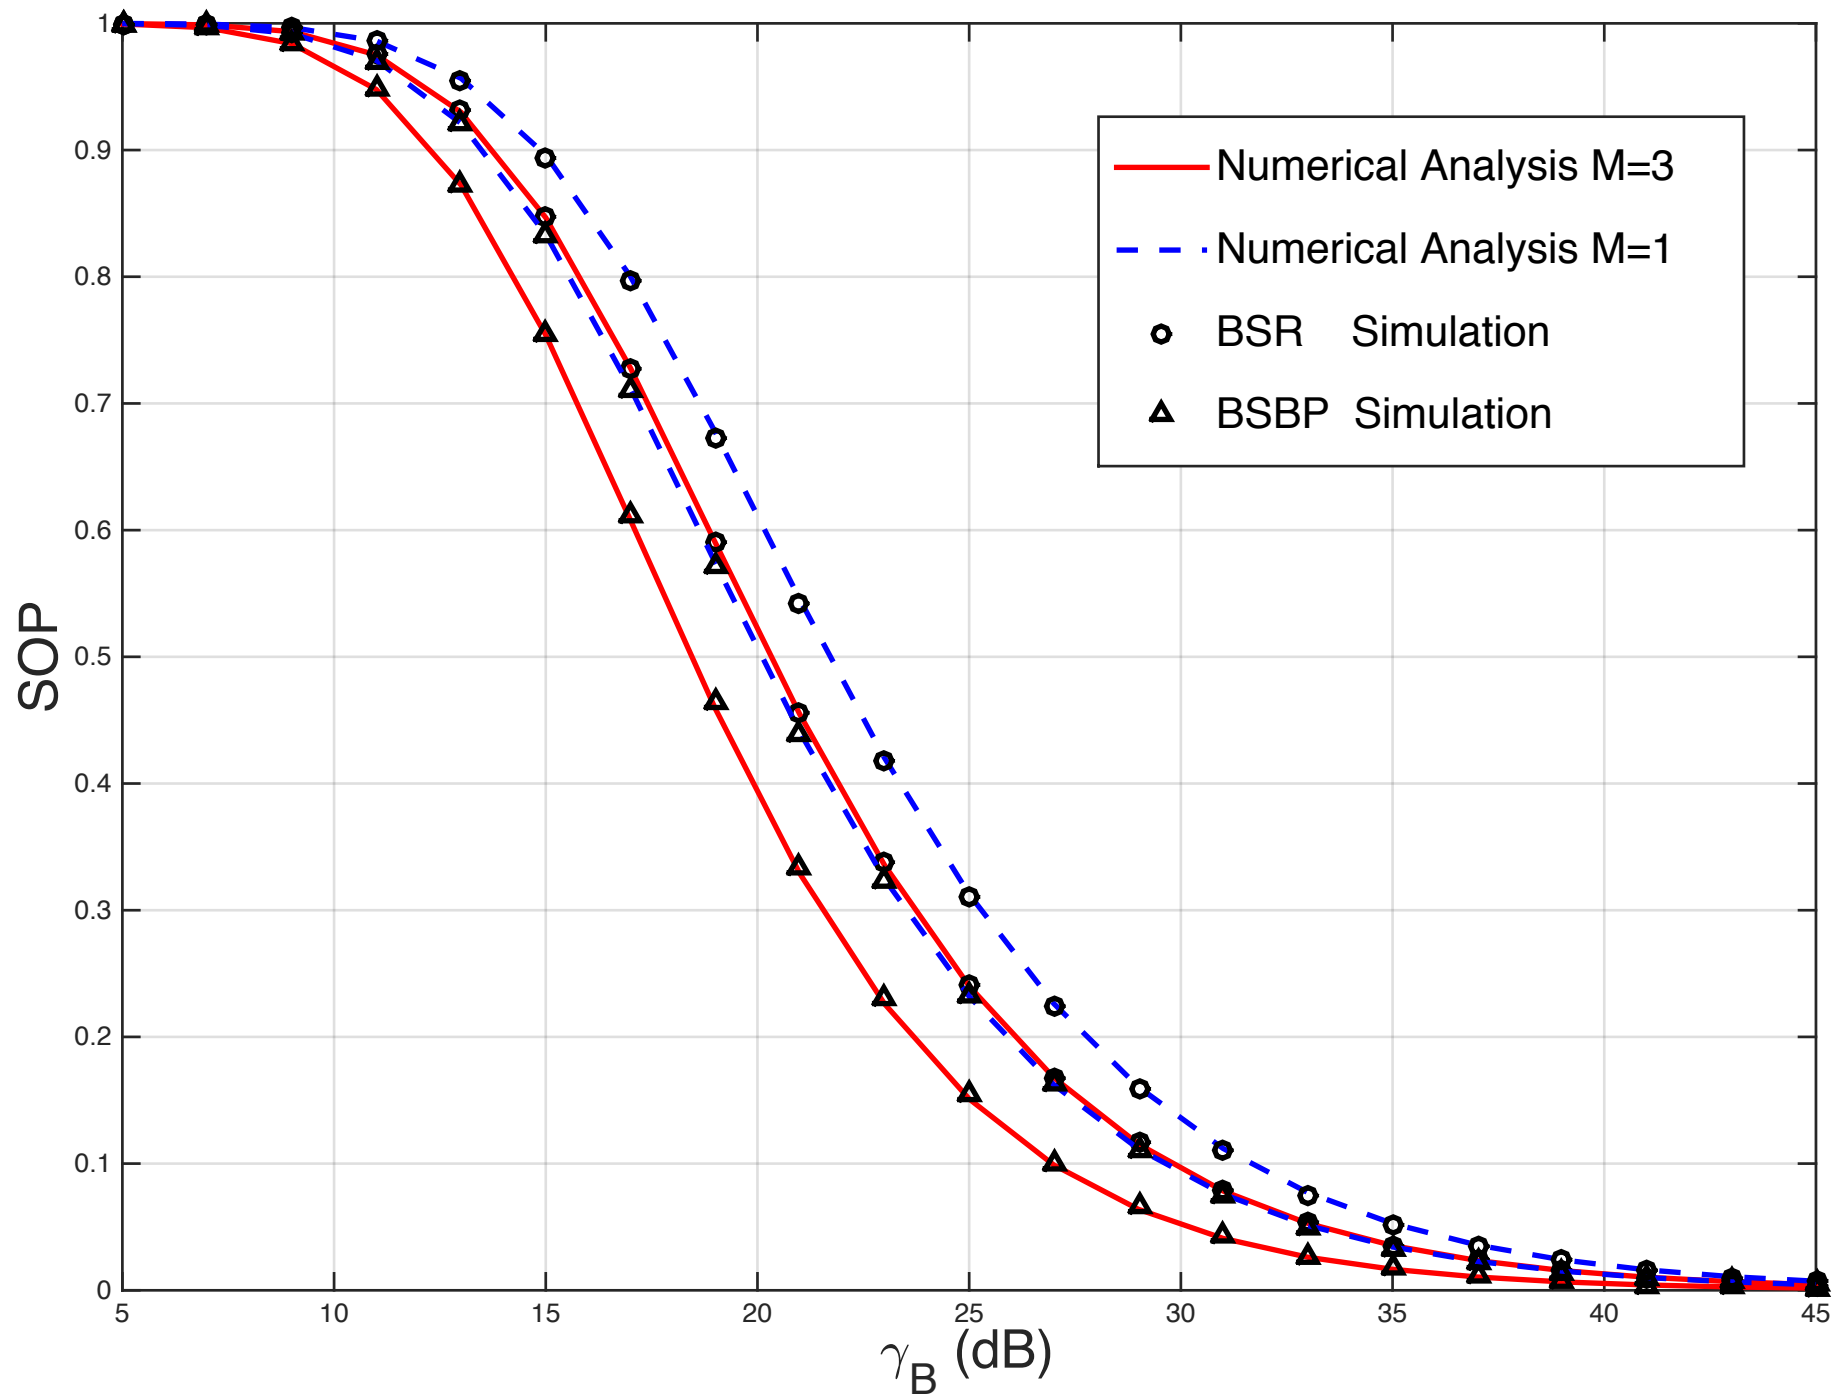 1
0.9
0.8
0.7
0.6
0.5
0.4
0.3
0.2
0.1
0
SOP
Numerical Analysis M=3
Numerical Analysis M=1
BSR Simulation
BSBP Simulation
5 10 15 20 25 30 35 40 45
γB (dB)